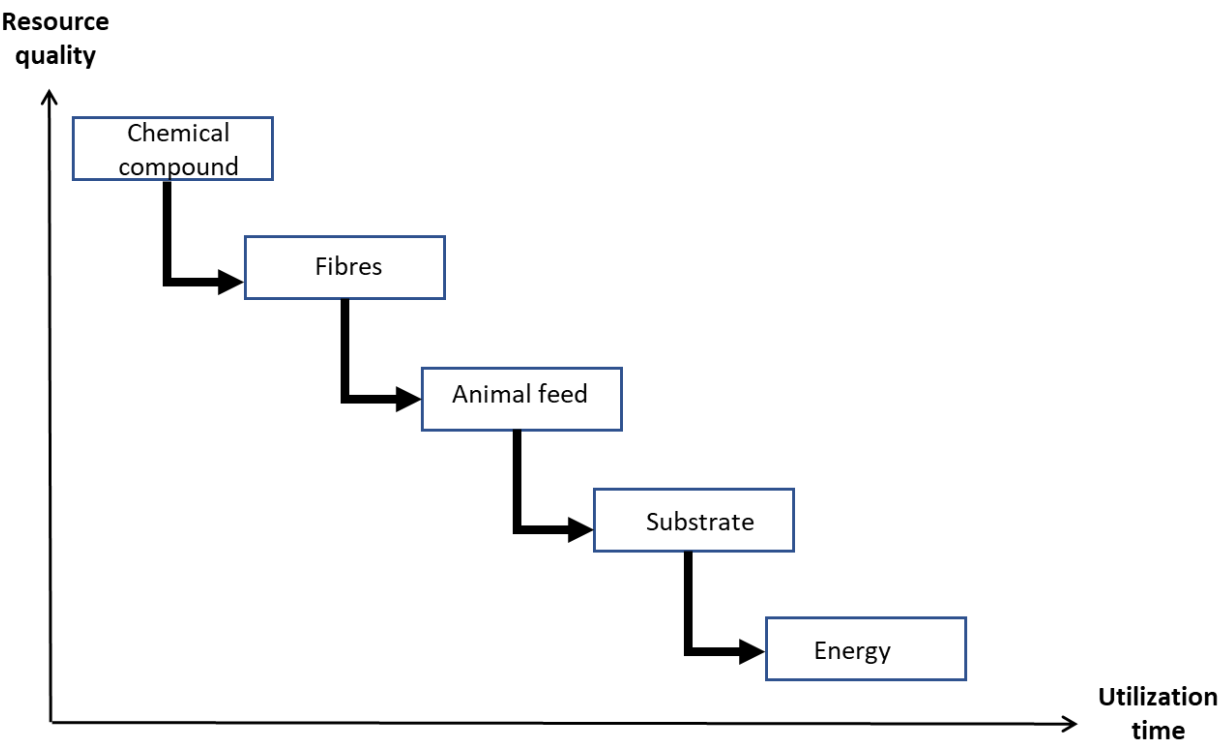 Resource
quality
Chemical
compound
Fibres
Animal feed
Substrate
Energy
Utilization
time